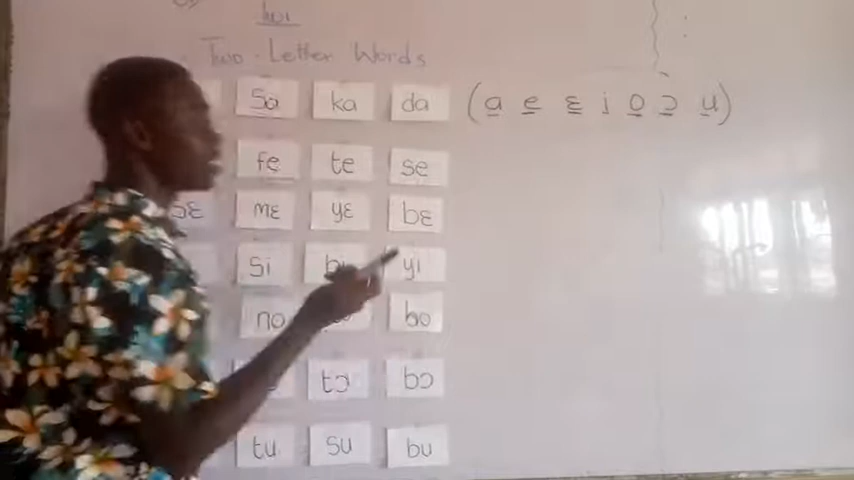 Two-Letter Words
sa ka da (a e ɛ i o ɔ u)
fe te se
sɛ mɛ yɛ bɛ
si bi yi
no bo
tɔ bɔ
tu su bu